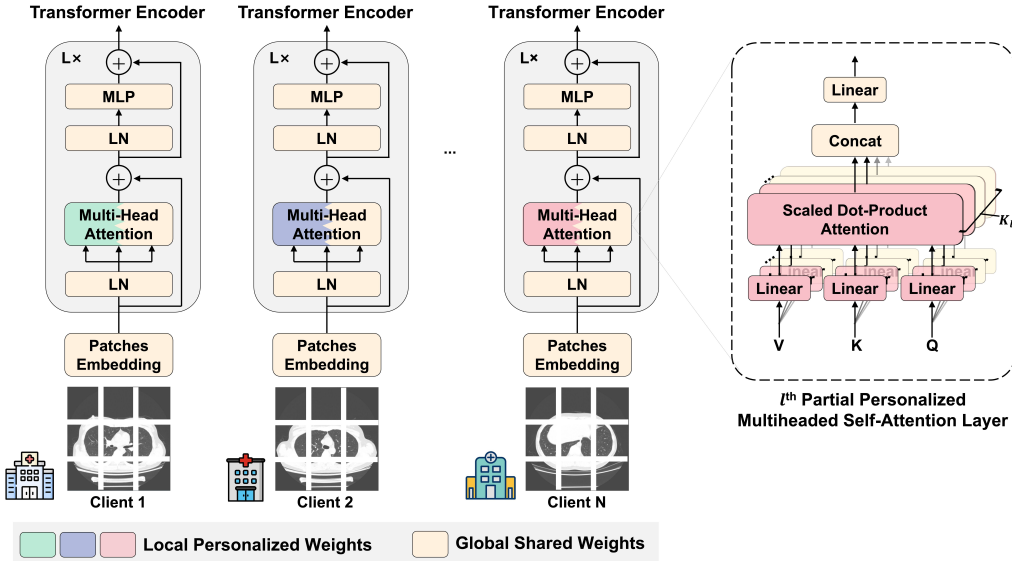 Transformer Encoder
L×
MLP
LN
Multi-Head
Attention
LN
Patches
Embedding
Client 1
Transformer Encoder
L×
MLP
LN
Multi-Head
Attention
LN
Patches
Embedding
Client 2
...
Transformer Encoder
L×
MLP
LN
Multi-Head
Attention
LN
Patches
Embedding
Client N
Linear
Concat
Scaled Dot-Product
Attention
Linear Linear Linear
Linear Linear Linear
V K Q
lth Partial Personalized
Multiheaded Self-Attention Layer
Local Personalized Weights
Global Shared Weights